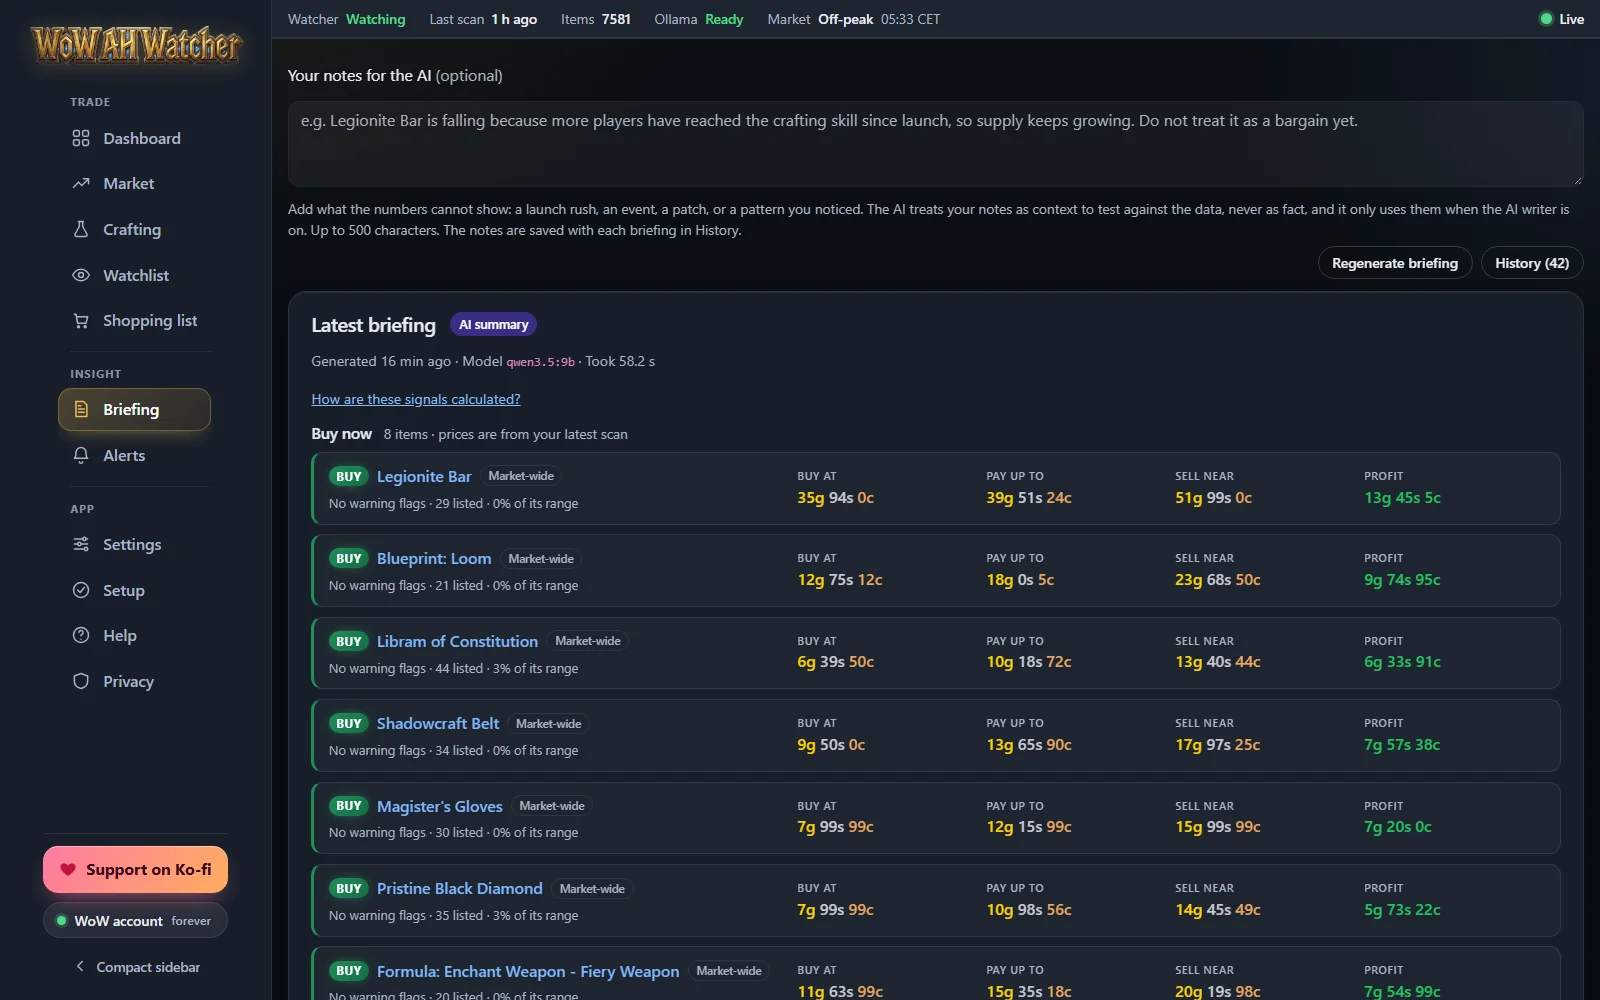 WoW AH Watcher
Watcher Watching Last scan 1 h ago Items 7581 Ollama Ready Market Off-peak 05:33 CET Live
TRADE
Dashboard
Market
Crafting
Watchlist
Shopping list
INSIGHT
Briefing
Alerts
APP
Settings
Setup
Help
Privacy
Support on Ko-fi
WoW account forever
Compact sidebar
Your notes for the AI (optional)
e.g. Legionite Bar is falling because more players have reached the crafting skill since launch, so supply keeps growing. Do not treat it as a bargain yet.
Add what the numbers cannot show: a launch rush, an event, a patch, or a pattern you noticed. The AI treats your notes as context to test against the data, never as fact, and it only uses them when the AI writer is
on. Up to 500 characters. The notes are saved with each briefing in History.
Regenerate briefing History (42)
Latest briefing AI summary
Generated 16 min ago · Model qwen3.5:9b · Took 58.2 s
How are these signals calculated?
Buy now 8 items · prices are from your latest scan
BUY Legionite Bar Market-wide BUY AT PAY UP TO SELL NEAR PROFIT
No warning flags · 29 listed · 0% of its range 35g 94s 0c 39g 51s 24c 51g 99s 0c 13g 45s 5c
BUY Blueprint: Loom Market-wide BUY AT PAY UP TO SELL NEAR PROFIT
No warning flags · 21 listed · 0% of its range 12g 75s 12c 18g 0s 5c 23g 68s 50c 9g 74s 95c
BUY Libram of Constitution Market-wide BUY AT PAY UP TO SELL NEAR PROFIT
No warning flags · 44 listed · 3% of its range 6g 39s 50c 10g 18s 72c 13g 40s 44c 6g 33s 91c
BUY Shadowcraft Belt Market-wide BUY AT PAY UP TO SELL NEAR PROFIT
No warning flags · 34 listed · 0% of its range 9g 50s 0c 13g 65s 90c 17g 97s 25c 7g 57s 38c
BUY Magister's Gloves Market-wide BUY AT PAY UP TO SELL NEAR PROFIT
No warning flags · 30 listed · 0% of its range 7g 99s 99c 12g 15s 99c 15g 99s 99c 7g 20s 0c
BUY Pristine Black Diamond Market-wide BUY AT PAY UP TO SELL NEAR PROFIT
No warning flags · 35 listed · 3% of its range 7g 99s 99c 10g 98s 56c 14g 45s 49c 5g 73s 22c
BUY Formula: Enchant Weapon - Fiery Weapon Market-wide BUY AT PAY UP TO SELL NEAR PROFIT
No warning flags · 20 listed · 0% of its range 11g 63s 99c 15g 35s 18c 20g 19s 98c 7g 54s 99c